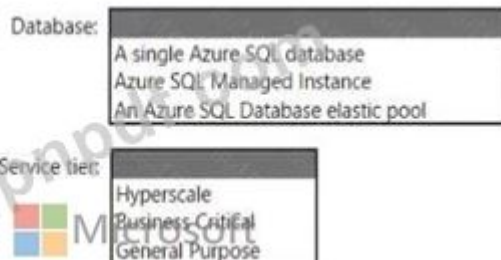 Database:
A single Azure SQL database
Azure SQL Managed Instance
An Azure SQL Database elastic pool
Service tier:
Hyperscale
Business Critical
General Purpose
Microsoft